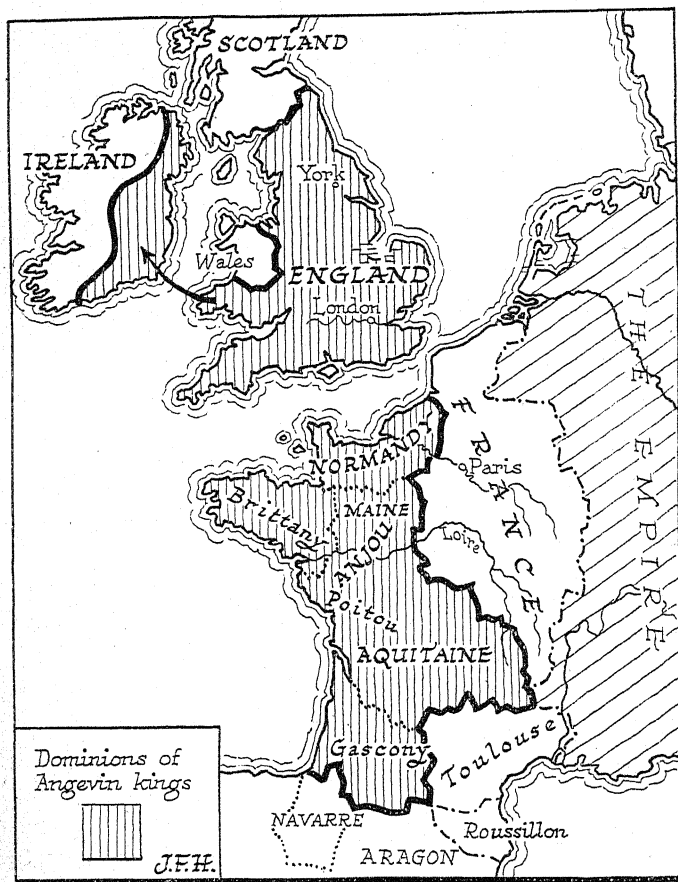 SCOTLAND
IRELAND
York
Wales
ENGLAND
London
THE EMPIRE
FRANCE
NORMANDY
Paris
Brittany
MAINE
ANJOU
Loire
Poitou
AQUITAINE
Gascony
Toulouse
NAVARRE
Roussillon
ARAGON
Dominions of
Angevin kings
J.F.H.